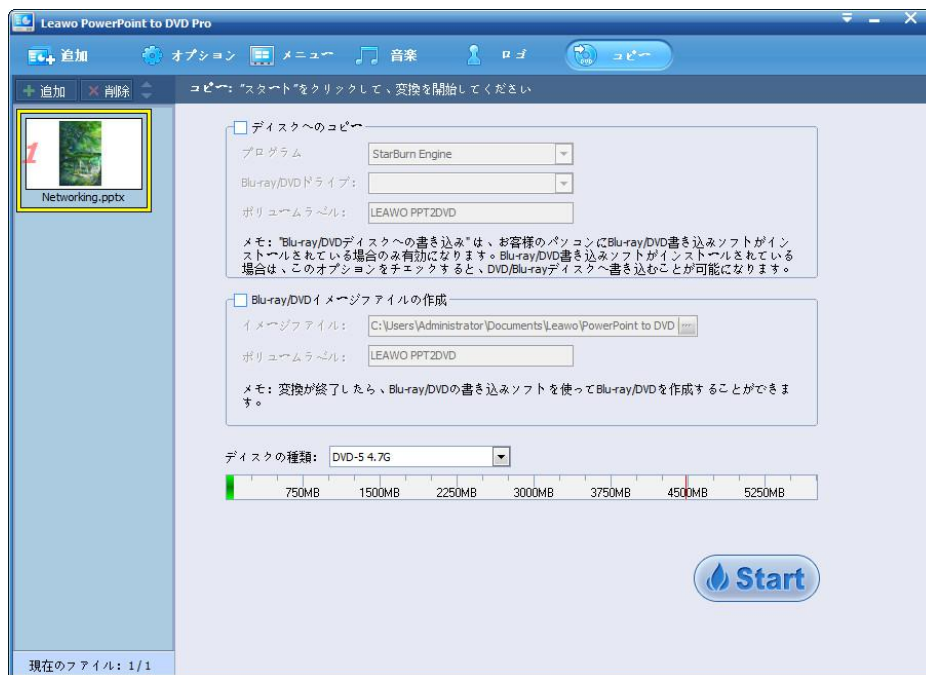 Leawo PowerPoint to DVD Pro
追加 オプション メニュー 音楽 ロゴ コピー
追加 削除
コピー: "スタート"をクリックして、変換を開始してください
1
Networking.pptx
ディスクへのコピー
プログラム StarBurn Engine
Blu-ray/DVDドライブ:
ボリュームラベル: LEAWO PPT2DVD
メモ: "Blu-ray/DVDディスクへの書き込み"は、お客様のパソコンにBlu-ray/DVD書き込みソフトがイン
ストールされている場合のみ有効になります。Blu-ray/DVD書き込みソフトがインストールされている
場合は、このオプションをチェックすると、DVD/Blu-rayディスクへ書き込むことが可能になります。
Blu-ray/DVDイメージファイルの作成
イメージファイル: C:\Users\Administrator\Documents\Leawo\PowerPoint to DVD ...
ボリュームラベル: LEAWO PPT2DVD
メモ: 変換が終了したら、Blu-ray/DVDの書き込みソフトを使ってBlu-ray/DVDを作成することができま
す。
ディスクの種類: DVD-5 4.7G
750MB 1500MB 2250MB 3000MB 3750MB 4500MB 5250MB
Start
現在のファイル: 1/1